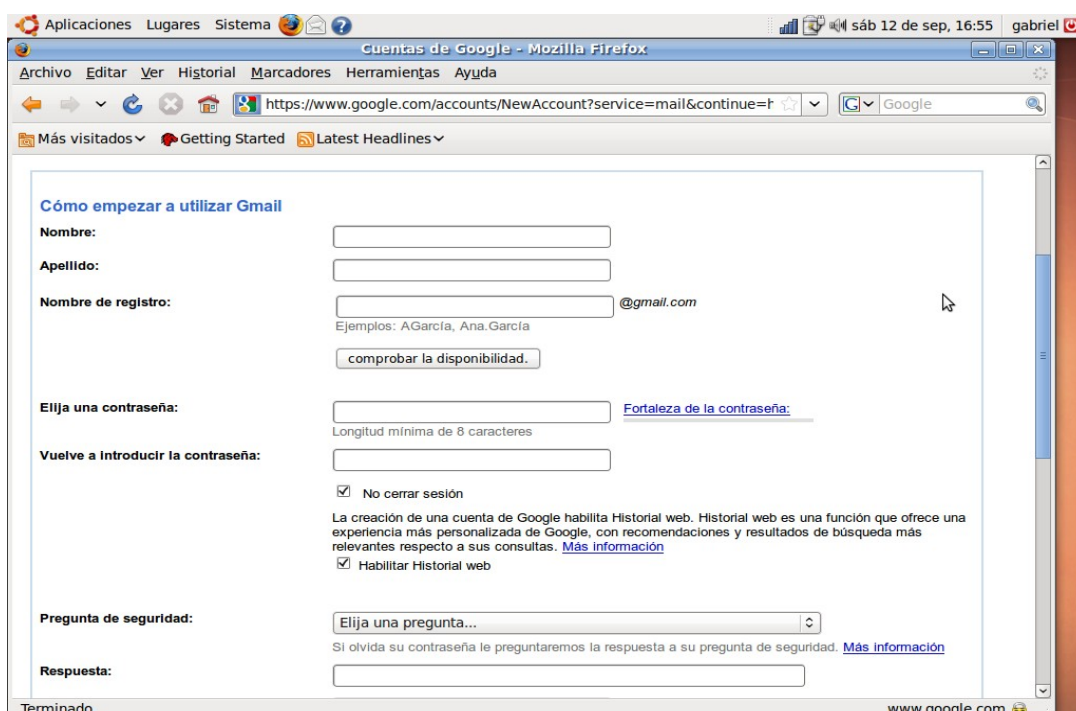 Aplicaciones Lugares Sistema sáb 12 de sep, 16:55 gabriel
Cuentas de Google - Mozilla Firefox
Archivo Editar Ver Historial Marcadores Herramientas Ayuda
https://www.google.com/accounts/NewAccount?service=mail&continue=h G Google
Más visitados Getting Started Latest Headlines
Cómo empezar a utilizar Gmail
Nombre:
Apellido:
Nombre de registro: @gmail.com
Ejemplos: AGarcía, Ana.García
comprobar la disponibilidad.
Elija una contraseña: Fortaleza de la contraseña:
Longitud mínima de 8 caracteres
Vuelve a introducir la contraseña:
No cerrar sesión
La creación de una cuenta de Google habilita Historial web. Historial web es una función que ofrece una
experiencia más personalizada de Google, con recomendaciones y resultados de búsqueda más
relevantes respecto a sus consultas. Más información
Habilitar Historial web
Pregunta de seguridad: Elija una pregunta...
Si olvida su contraseña le preguntaremos la respuesta a su pregunta de seguridad. Más información
Respuesta:
Terminado www.google.com